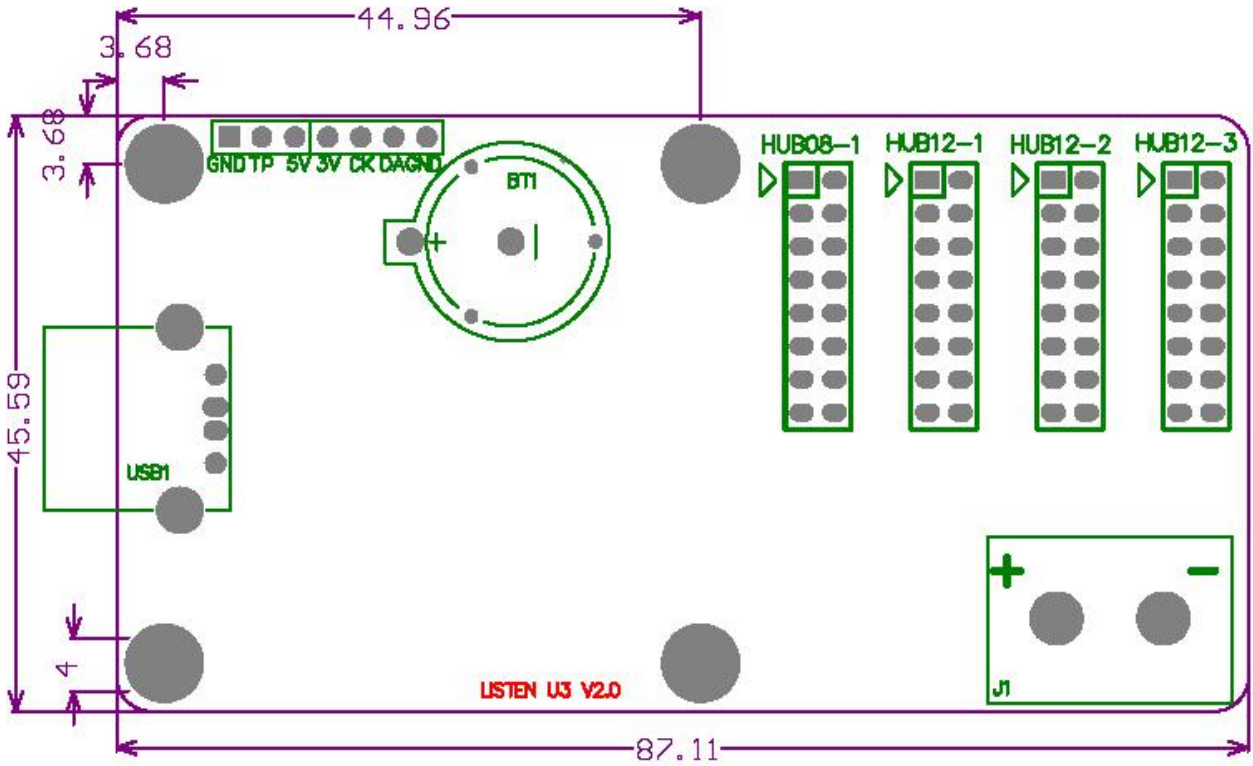 44.96
3.68
3.68
GND TP 5V 3V CK DA GND
HUB08-1 HUB12-1 HUB12-2 HUB12-3
BT1
+
45.59
USB1
+ -
4
LISTEN U3 V2.0
J1
87.11